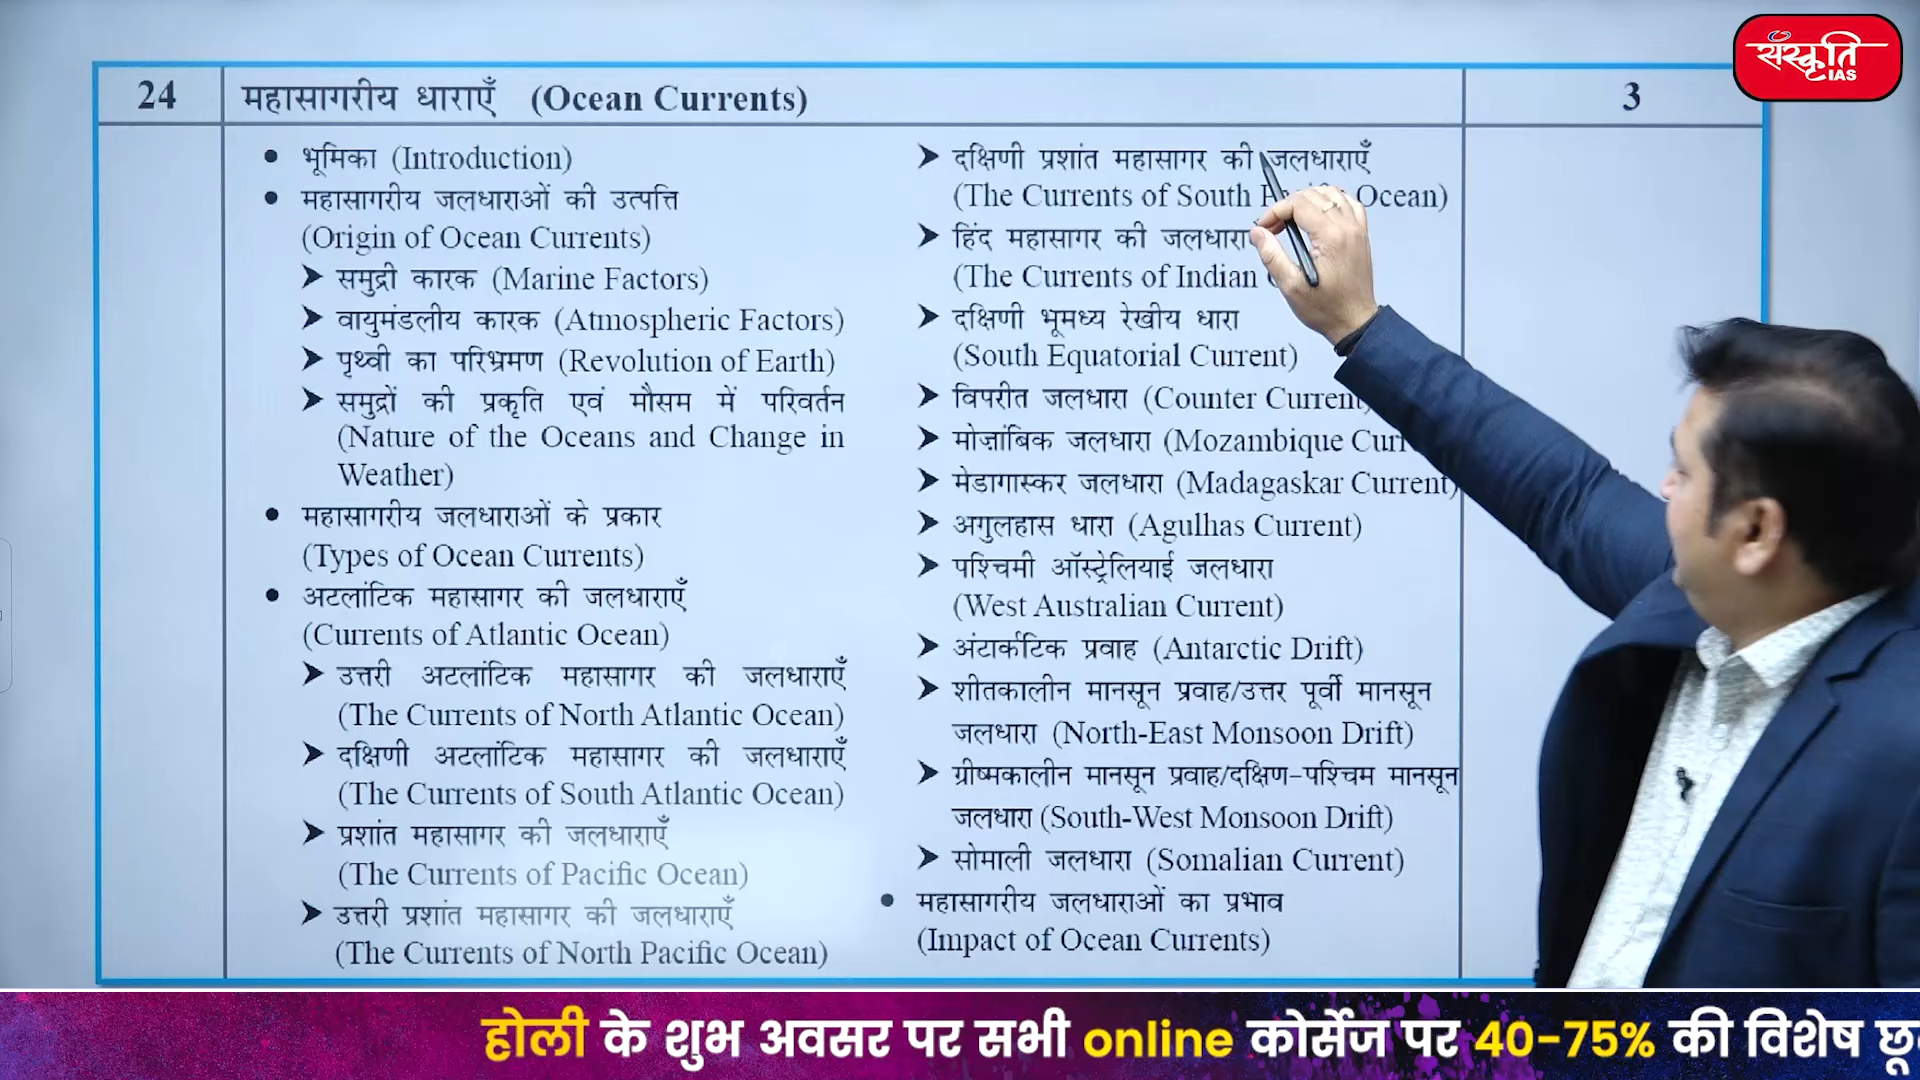 संस्कृति
IAS
24
महासागरीय धाराएँ (Ocean Currents)
3
• भूमिका (Introduction)
• महासागरीय जलधाराओं की उत्पत्ति
(Origin of Ocean Currents)
➤ समुद्री कारक (Marine Factors)
➤ वायुमंडलीय कारक (Atmospheric Factors)
➤ पृथ्वी का परिभ्रमण (Revolution of Earth)
➤ समुद्रों की प्रकृति एवं मौसम में परिवर्तन
(Nature of the Oceans and Change in
Weather)
• महासागरीय जलधाराओं के प्रकार
(Types of Ocean Currents)
• अटलांटिक महासागर की जलधाराएँ
(Currents of Atlantic Ocean)
➤ उत्तरी अटलांटिक महासागर की जलधाराएँ
(The Currents of North Atlantic Ocean)
➤ दक्षिणी अटलांटिक महासागर की जलधाराएँ
(The Currents of South Atlantic Ocean)
➤ प्रशांत महासागर की जलधाराएँ
(The Currents of Pacific Ocean)
➤ उत्तरी प्रशांत महासागर की जलधाराएँ
(The Currents of North Pacific Ocean)
➤ दक्षिणी प्रशांत महासागर की जलधाराएँ
(The Currents of South Ocean)
➤ हिंद महासागर की
(The Currents of Indian
➤ दक्षिणी भूमध्य रेखीय धारा
(South Equatorial Current)
➤ विपरीत जलधारा (Counter Current)
➤ मोज़ांबिक जलधारा (Mozambique
➤ मेडागास्कर जलधारा (Madagaskar Current)
➤ अगुलहास धारा (Agulhas Current)
➤ पश्चिमी ऑस्ट्रेलियाई जलधारा
(West Australian Current)
➤ अंटार्कटिक प्रवाह (Antarctic Drift)
➤ शीतकालीन मानसून प्रवाह/उत्तर पूर्वी मानसून
जलधारा (North-East Monsoon Drift)
➤ ग्रीष्मकालीन मानसून प्रवाह/दक्षिण-पश्चिम मानसून
जलधारा (South-West Monsoon Drift)
➤ सोमाली जलधारा (Somalian Current)
• महासागरीय जलधाराओं का प्रभाव
(Impact of Ocean Currents)
होली के शुभ अवसर पर सभी online कोर्सेज पर 40-75% की विशेष